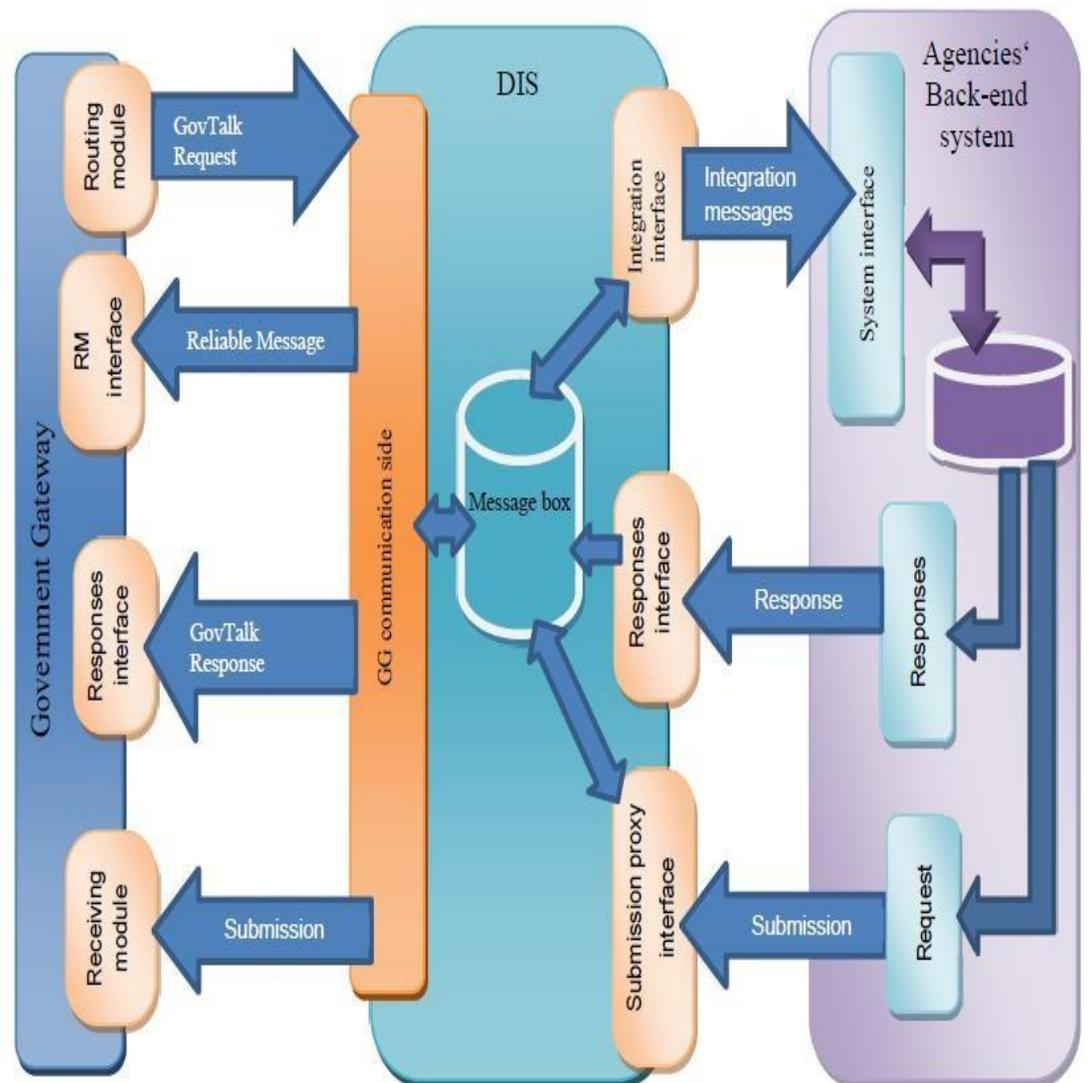 Government Gateway
Routing
module
RM
interface
Responses
interface
Receiving
module
GovTalk
Request
Reliable Message
GovTalk
Response
Submission
GG communication side
DIS
Message box
Integration
interface
Responses
interface
Submission proxy
interface
Integration
messages
Response
Submission
Agencies‘
Back-end
system
System interface
Responses
Request